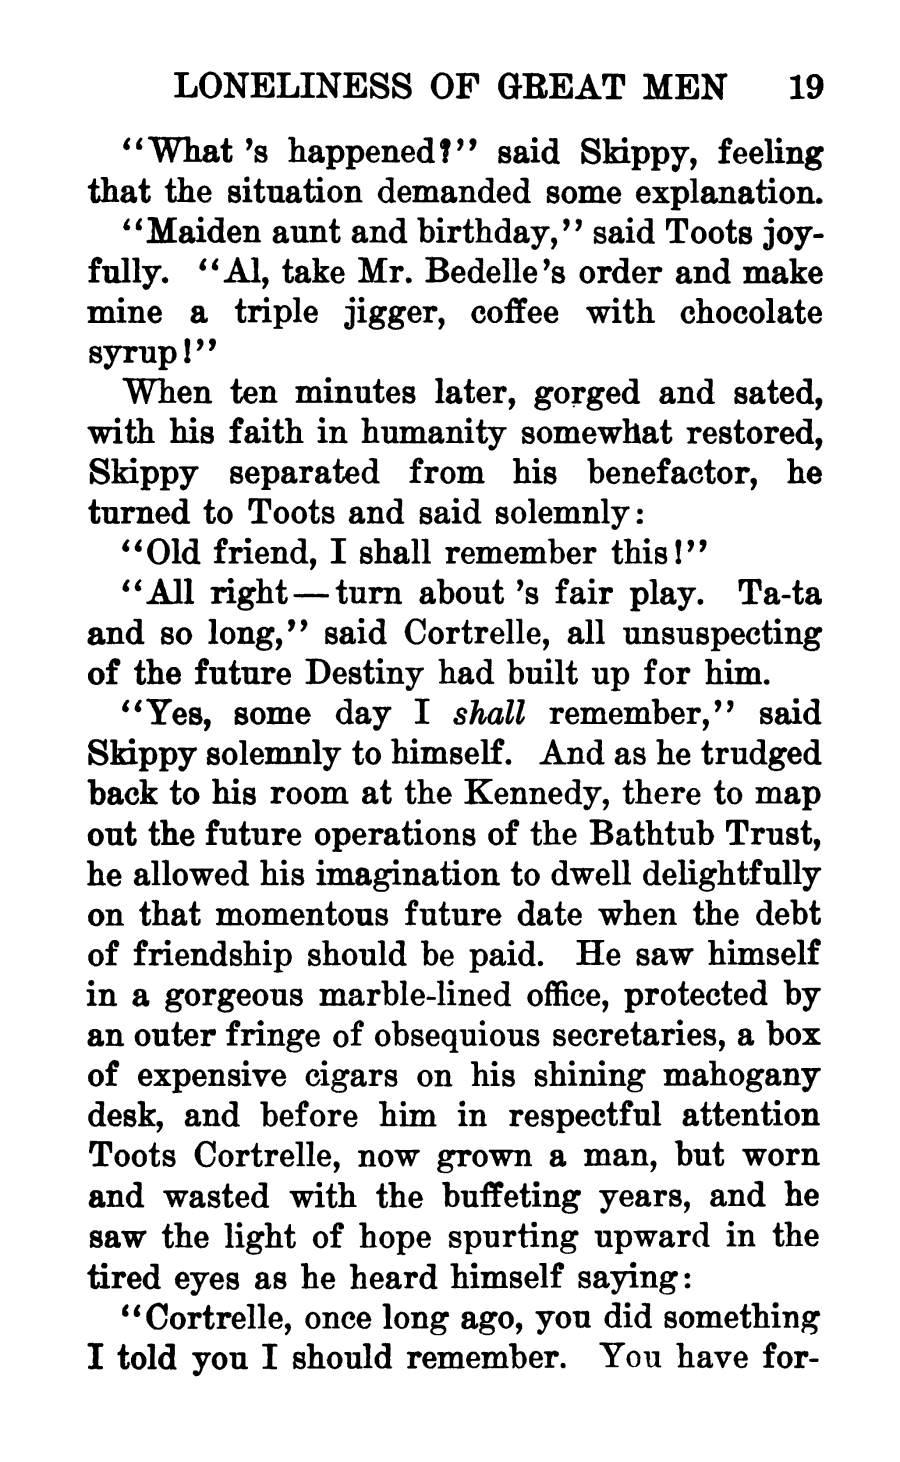 LONELINESS OF GREAT MEN 19
“What ’s happened?” said Skippy, feeling
that the situation demanded some explanation.
“Maiden aunt and birthday,” said Toots joy-
fully. “Al, take Mr. Bedelle’s order and make
mine a triple jigger, coffee with chocolate
syrup!”
When ten minutes later, gorged and sated,
with his faith in humanity somewhat restored,
Skippy separated from his benefactor, he
turned to Toots and said solemnly:
“Old friend, I shall remember this!”
“All right—turn about ’s fair play. Ta-ta
and so long,” said Cortrelle, all unsuspecting
of the future Destiny had built up for him.
“Yes, some day I shall remember,” said
Skippy solemnly to himself. And as he trudged
back to his room at the Kennedy, there to map
out the future operations of the Bathtub Trust,
he allowed his imagination to dwell delightfully
on that momentous future date when the debt
of friendship should be paid. He saw himself
in a gorgeous marble-lined office, protected by
an outer fringe of obsequious secretaries, a box
of expensive cigars on his shining mahogany
desk, and before him in respectful attention
Toots Cortrelle, now grown a man, but worn
and wasted with the buffeting years, and he
saw the light of hope spurting upward in the
tired eyes as he heard himself saying:
“Cortrelle, once long ago, you did something
I told you I should remember. You have for-